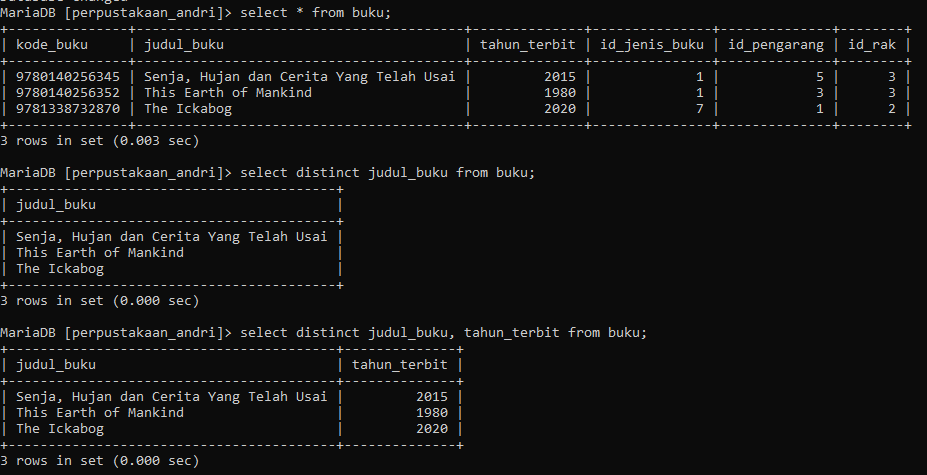 Database changed
MariaDB [perpustakaan_andri]> select * from buku;
+---------------+-----------------------------------------+--------------+---------------+--------------+--------+
| kode_buku | judul_buku | tahun_terbit | id_jenis_buku | id_pengarang | id_rak |
+---------------+-----------------------------------------+--------------+---------------+--------------+--------+
| 9780140256345 | Senja, Hujan dan Cerita Yang Telah Usai | 2015 | 1 | 5 | 3 |
| 9780140256352 | This Earth of Mankind | 1980 | 1 | 3 | 3 |
| 9781338732870 | The Ickabog | 2020 | 7 | 1 | 2 |
+---------------+-----------------------------------------+--------------+---------------+--------------+--------+
3 rows in set (0.003 sec)
MariaDB [perpustakaan_andri]> select distinct judul_buku from buku;
+-----------------------------------------+
| judul_buku |
+-----------------------------------------+
| Senja, Hujan dan Cerita Yang Telah Usai |
| This Earth of Mankind |
| The Ickabog |
+-----------------------------------------+
3 rows in set (0.000 sec)
MariaDB [perpustakaan_andri]> select distinct judul_buku, tahun_terbit from buku;
+-----------------------------------------+--------------+
| judul_buku | tahun_terbit |
+-----------------------------------------+--------------+
| Senja, Hujan dan Cerita Yang Telah Usai | 2015 |
| This Earth of Mankind | 1980 |
| The Ickabog | 2020 |
+-----------------------------------------+--------------+
3 rows in set (0.000 sec)